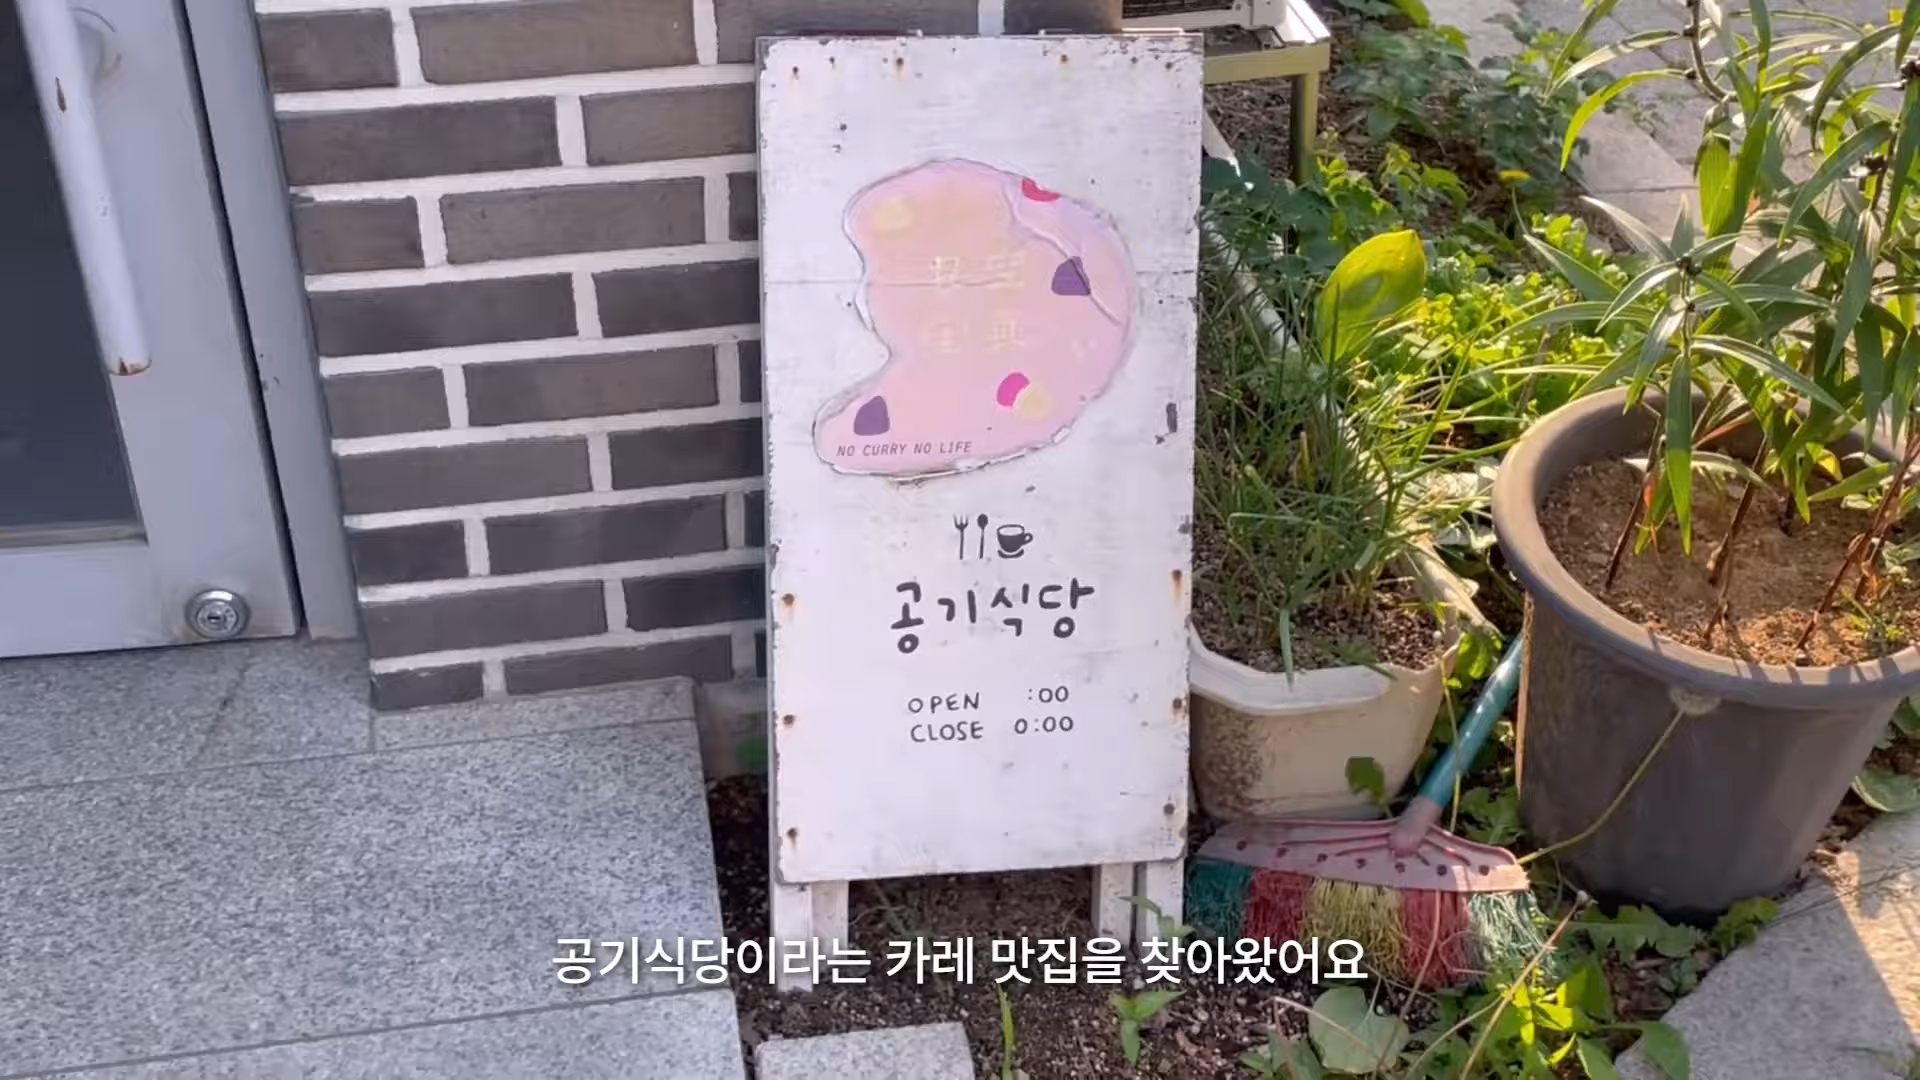 NO CURRY NO LIFE
공기식당
OPEN :00
CLOSE 0:00
공기식당이라는 카레 맛집을 찾아왔어요